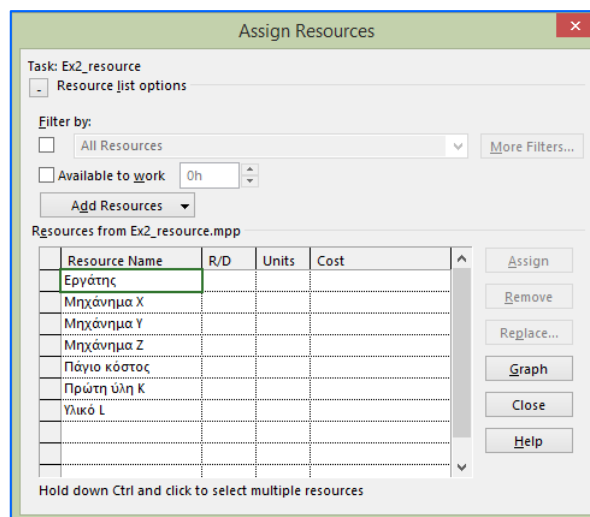 Assign Resources
Task: Ex2_resource
- Resource list options
Filter by:
All Resources More Filters...
Available to work 0h
Add Resources
Resources from Ex2_resource.mpp
Resource Name R/D Units Cost
Εργάτης
Μηχάνημα X
Μηχάνημα Y
Μηχάνημα Z
Πάγιο κόστος
Πρώτη ύλη K
Υλικό L
Assign
Remove
Replace...
Graph
Close
Help
Hold down Ctrl and click to select multiple resources